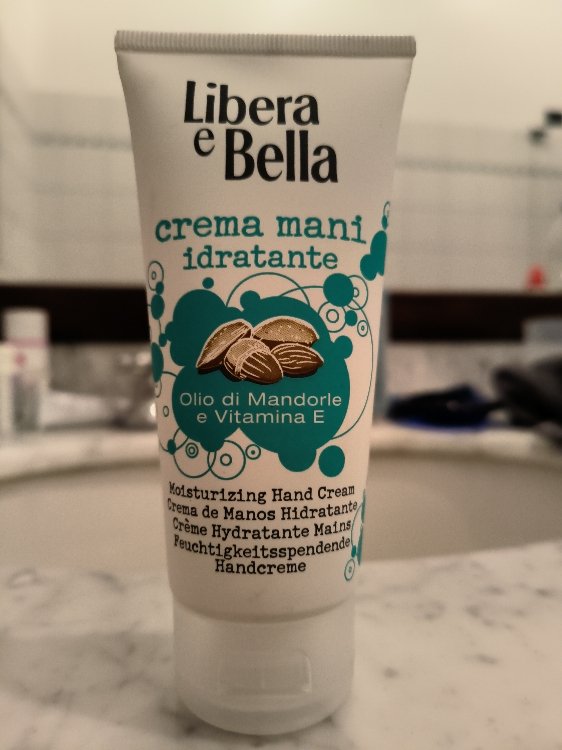 Libera
e Bella
crema mani
idratante
Olio di Mandorle
e Vitamina E
Moisturizing Hand Cream
Crema de Manos Hidratante
Crème Hydratante Mains
Feuchtigkeitsspendende
Handcreme